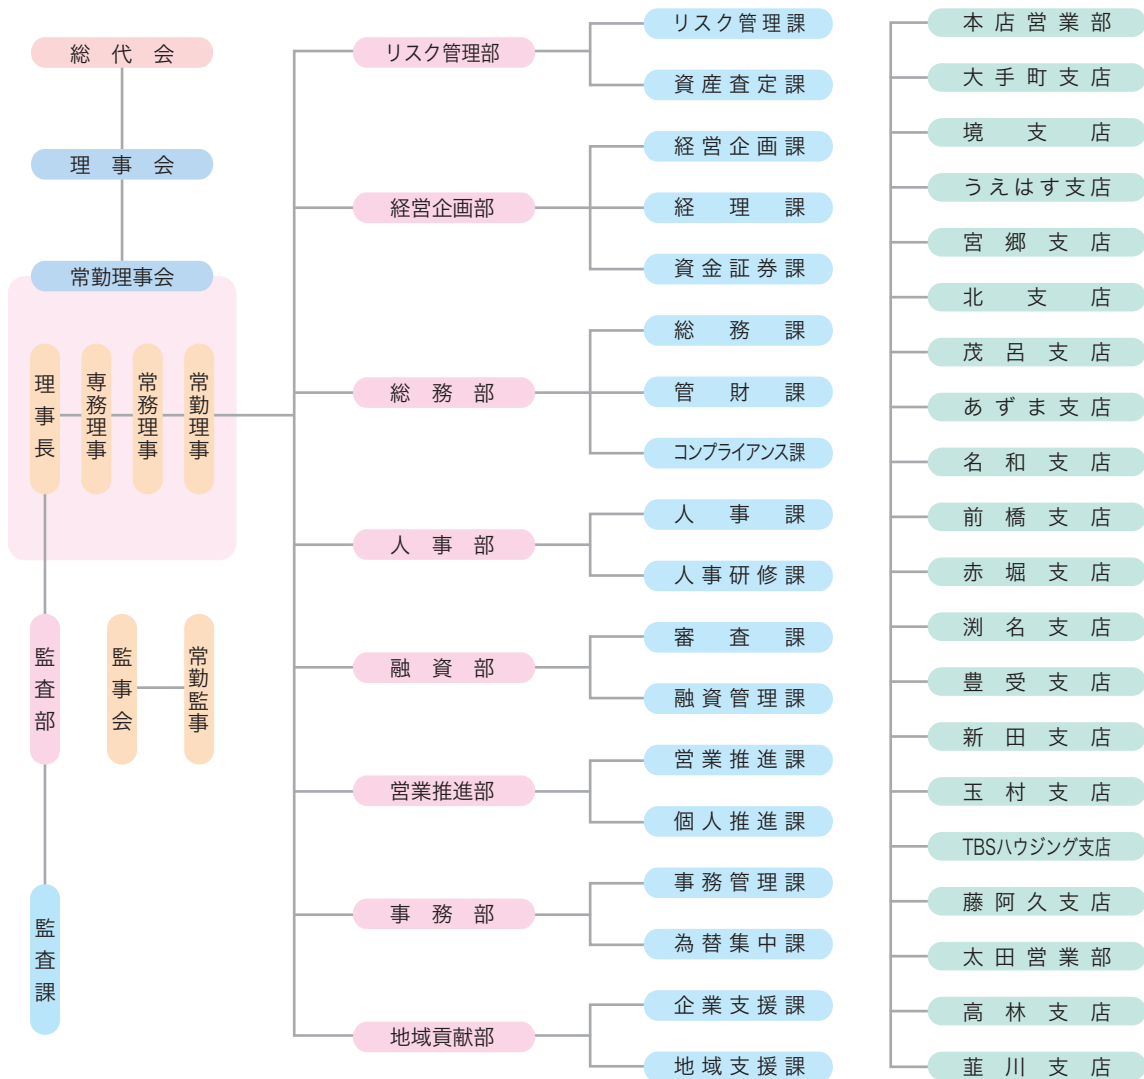 総代会
理事会
常勤理事会
理事長
専務理事
常務理事
常勤理事
監査部
監事会
常勤監事
監査課
リスク管理部
リスク管理課
資産査定課
経営企画部
経営企画課
経理課
資金証券課
総務部
総務課
管財課
コンプライアンス課
人事部
人事課
人事研修課
融資部
審査課
融資管理課
営業推進部
営業推進課
個人推進課
事務部
事務管理課
為替集中課
地域貢献部
企業支援課
地域支援課
本店営業部
大手町支店
境支店
うえはす支店
宮郷支店
北支店
茂呂支店
あずま支店
名和支店
前橋支店
赤堀支店
渕名支店
豊受支店
新田支店
玉村支店
TBSハウジング支店
藤阿久支店
太田営業部
高林支店
韮川支店